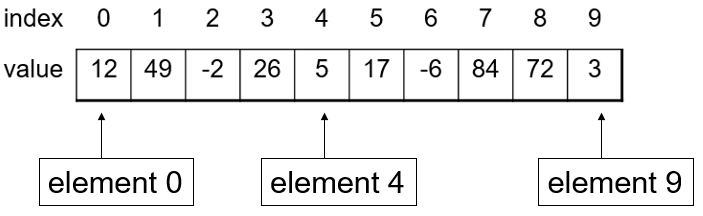 index 0 1 2 3 4 5 6 7 8 9
value 12 49 -2 26 5 17 -6 84 72 3
element 0 element 4 element 9